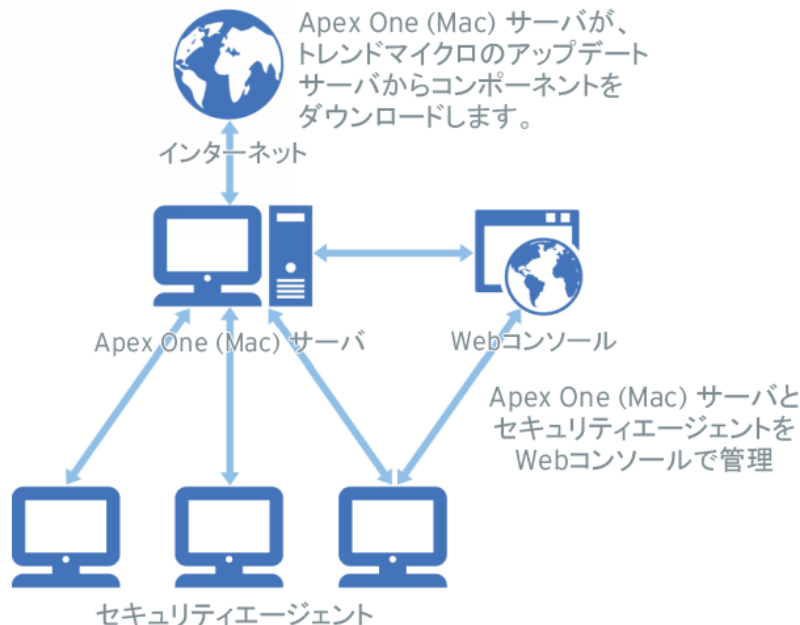 Apex One (Mac) サーバが、
トレンドマイクロのアップデート
サーバからコンポーネントを
ダウンロードします。
インターネット
Apex One (Mac) サーバ
Webコンソール
Apex One (Mac) サーバと
セキュリティエージェントを
Webコンソールで管理
セキュリティエージェント